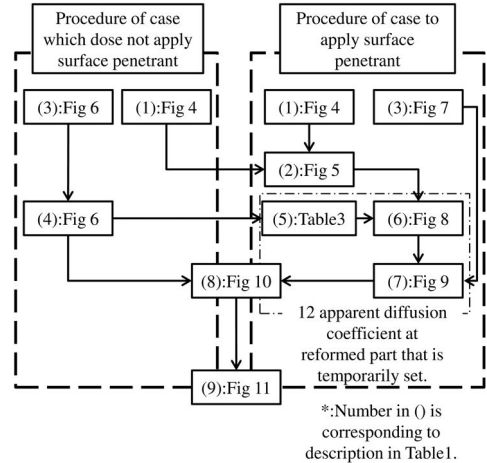 Procedure of case
which dose not apply
surface penetrant
Procedure of case to
apply surface
penetrant
(3):Fig 6
(1):Fig 4
(1):Fig 4
(3):Fig 7
(2):Fig 5
(4):Fig 6
(5):Table3
(6):Fig 8
(8):Fig 10
(7):Fig 9
12 apparent diffusion
coefficient at
reformed part that is
temporarily set.
(9):Fig 11
*:Number in () is
corresponding to
description in Table1.